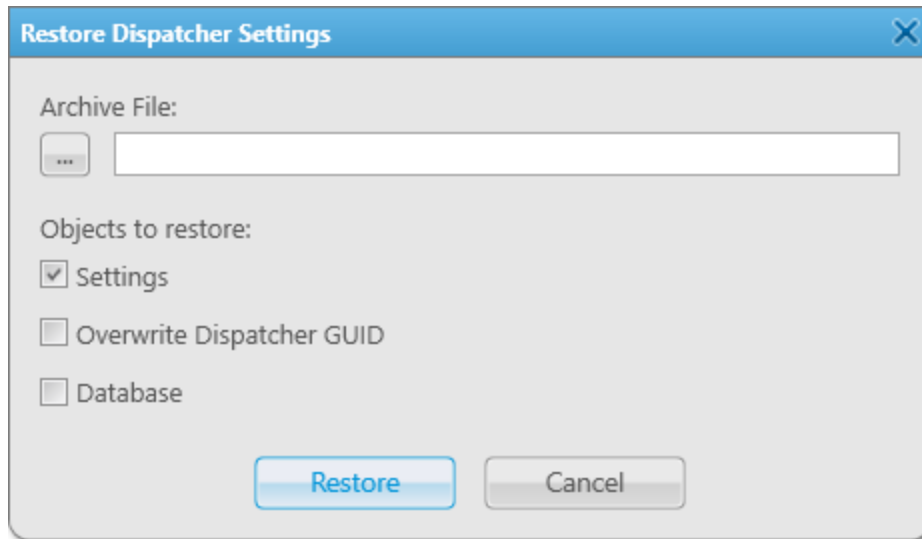 Restore Dispatcher Settings
Archive File:
...
Objects to restore:
Settings
Overwrite Dispatcher GUID
Database
Restore Cancel